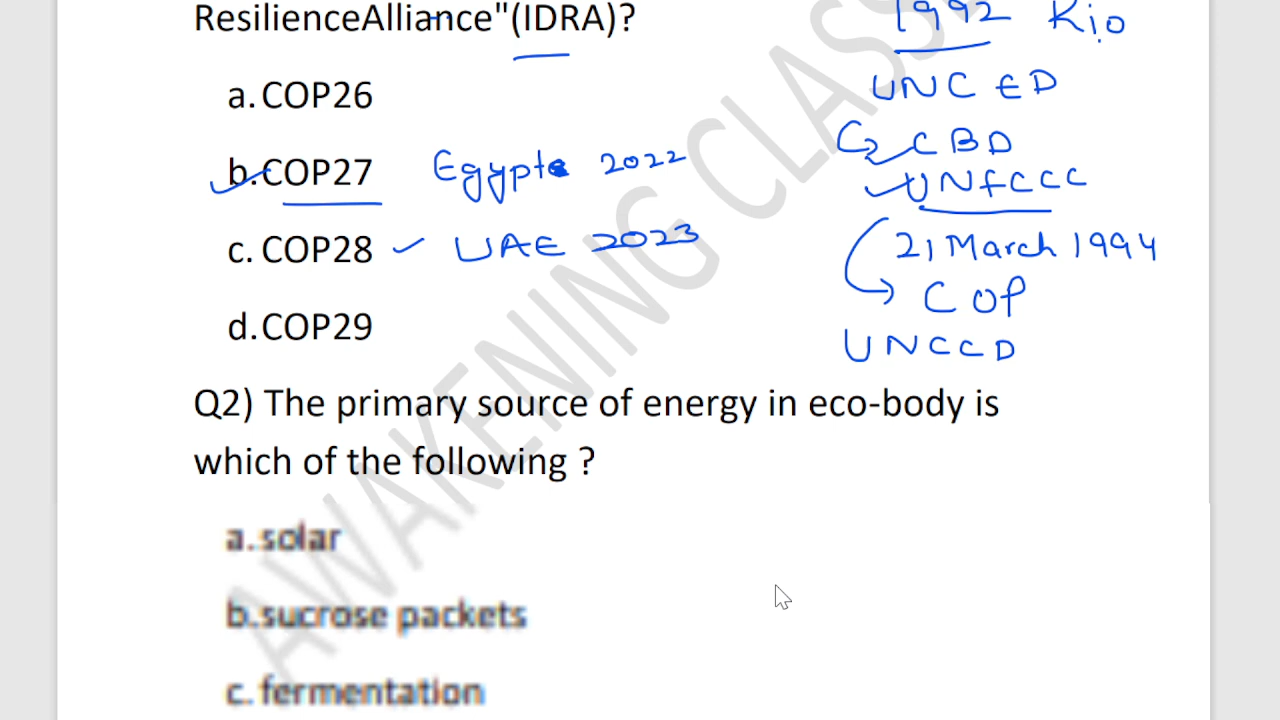 ResilienceAlliance"(IDRA)?
1992 Rio
a. COP26
UNCED
CBD
b. COP27 Egypt 2022
UNFCCC
c. COP28 UAE 2023
21 March 1994
COP
d. COP29
UNCCD
Q2) The primary source of energy in eco-body is
which of the following ?
a. solar
b. sucrose packets
c. fermentation
AWAKENING CLASSE